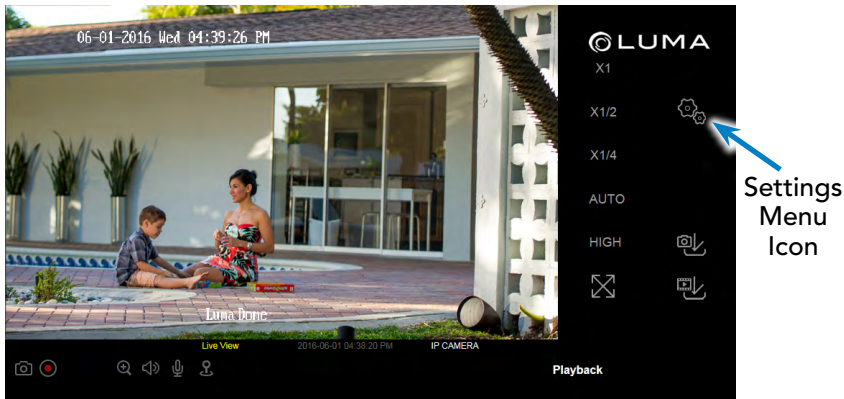 06-01-2016 Wed 04:39:26 PM
LUMA
X1
X1/2
X1/4
AUTO
HIGH
Settings
Menu
Icon
Luma Dome
Live View 2016-06-01 04:38:20 PM IP CAMERA
Playback